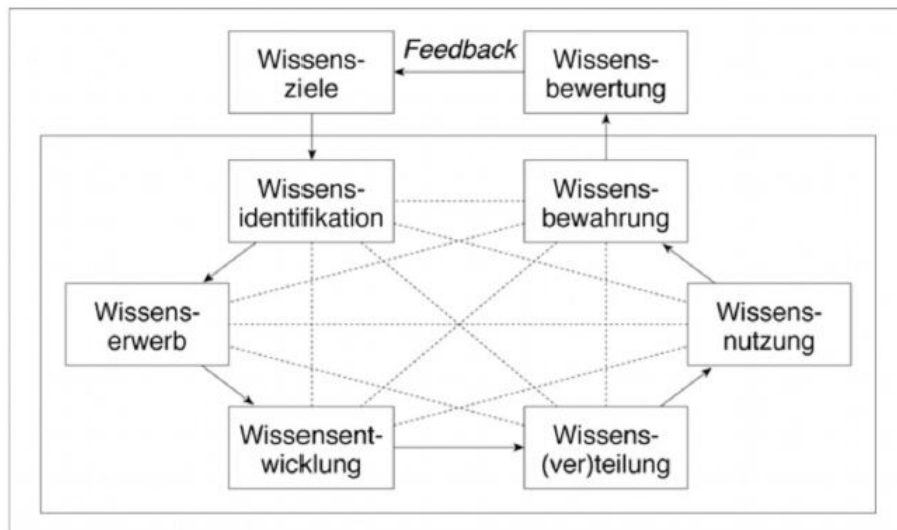 Wissens-
ziele
Feedback
Wissens-
bewertung
Wissens-
identifikation
Wissens-
bewahrung
Wissens-
erwerb
Wissens-
nutzung
Wissensent-
wicklung
Wissens-
(ver)teilung